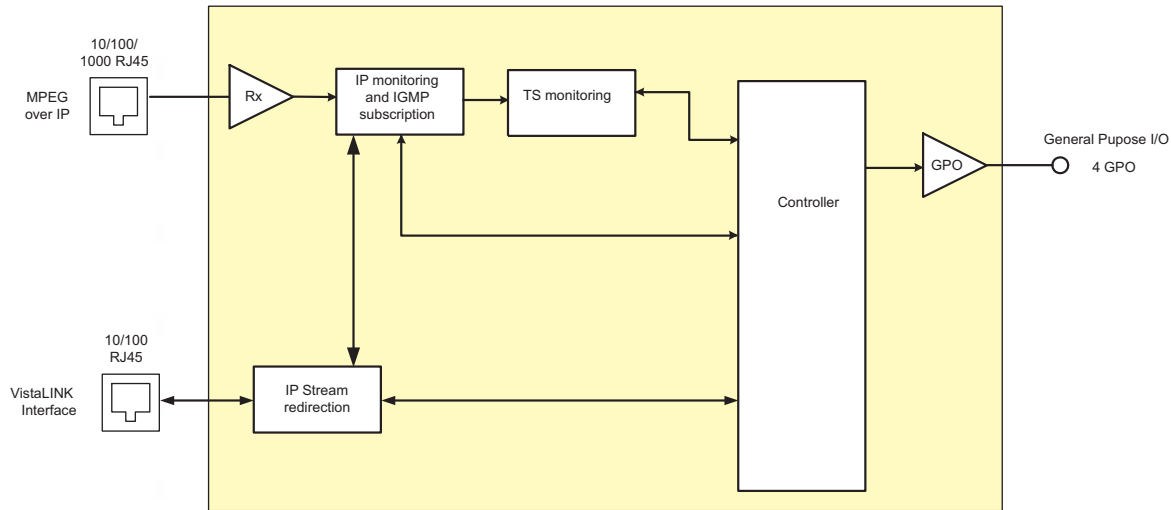 10/100/
1000 RJ45
MPEG
over IP
Rx
IP monitoring
and IGMP
subscription
TS monitoring
Controller
GPO
General Pupose I/O
4 GPO
10/100
RJ45
VistaLINK
Interface
IP Stream
redirection